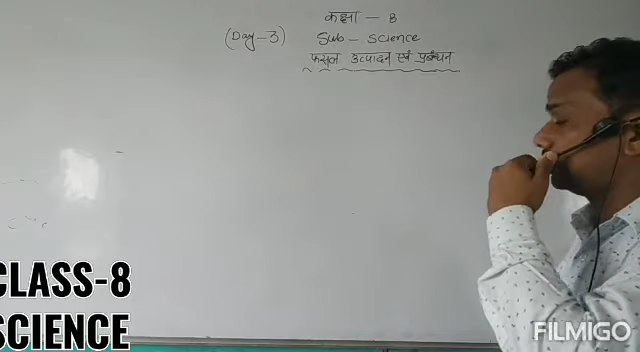 कक्षा - 8
(Day-3) Sub - Science
फसल उत्पादन एवं प्रबंधन
CLASS-8
SCIENCE
FILMIGO